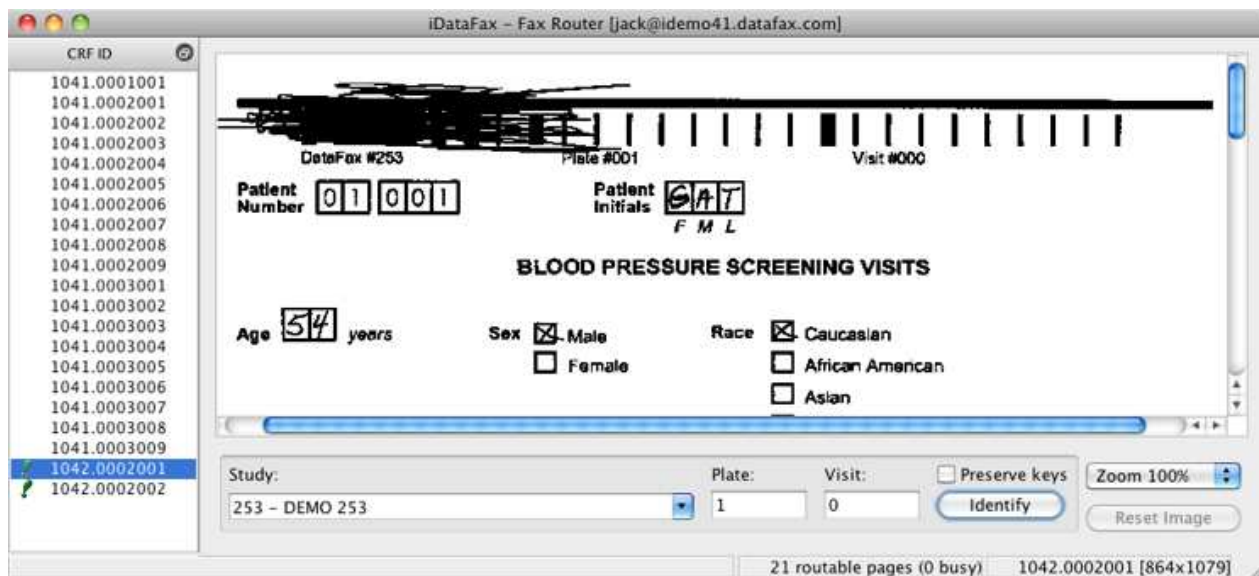 iDataFax – Fax Router [jack@idemo41.datafax.com]
CRF ID
1041.0001001
1041.0002001
1041.0002002
1041.0002003
1041.0002004
1041.0002005
1041.0002006
1041.0002007
1041.0002008
1041.0002009
1041.0003001
1041.0003002
1041.0003003
1041.0003004
1041.0003005
1041.0003006
1041.0003007
1041.0003008
1041.0003009
1042.0002001
1042.0002002
DataFax #253 Plate #001 Visit #000
Patient Number 01 001 Patient Initials GAT
F M L
BLOOD PRESSURE SCREENING VISITS
Age 54 years Sex Male Race Caucasian
Female African American
Asian
Study: Plate: Visit: Preserve keys Zoom 100%
253 – DEMO 253 1 0 Identify Reset Image
21 routable pages (0 busy) 1042.0002001 [864x1079]